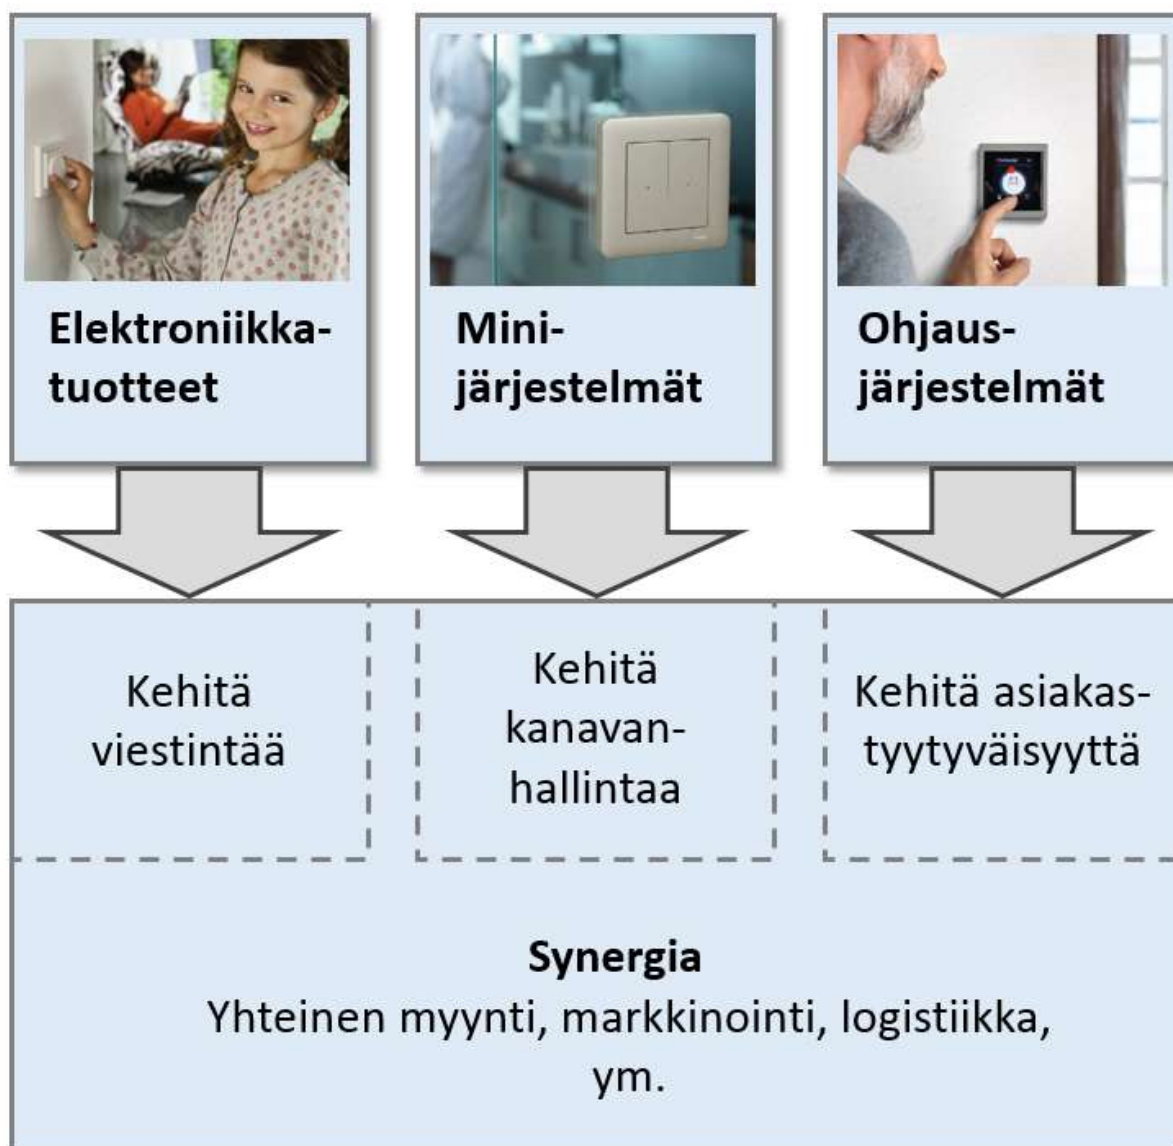 Elektroniikka-
tuotteet
Mini-
järjestelmät
Ohjaus-
järjestelmät
Kehitä
viestintää
Kehitä
kanavan-
hallintaa
Kehitä asiakas-
tyytyväisyyttä
Synergia
Yhteinen myynti, markkinointi, logistiikka,
ym.